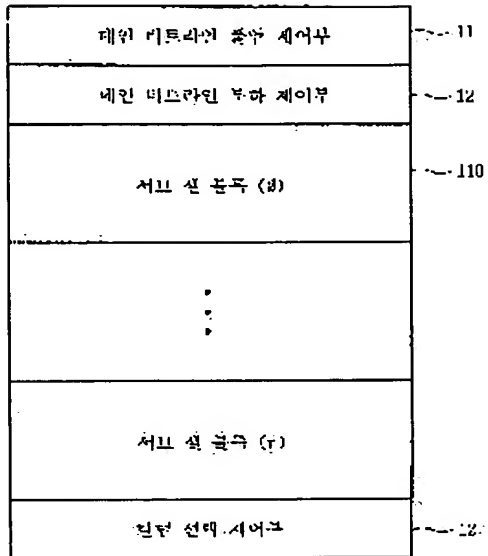 메인 비트라인 풀업 제어부
11
메인 비트라인 부하 제어부
12
서브 셀 블록 (0)
110
서브 셀 블록 (n)
컬럼 선택 제어부